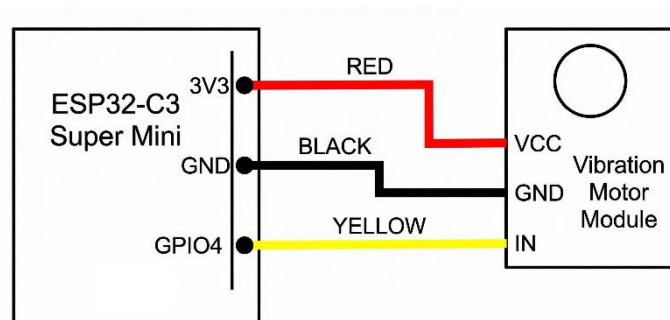 ESP32-C3
Super Mini
3V3
GND
GPIO4
RED
BLACK
YELLOW
VCC
GND
IN
Vibration
Motor
Module